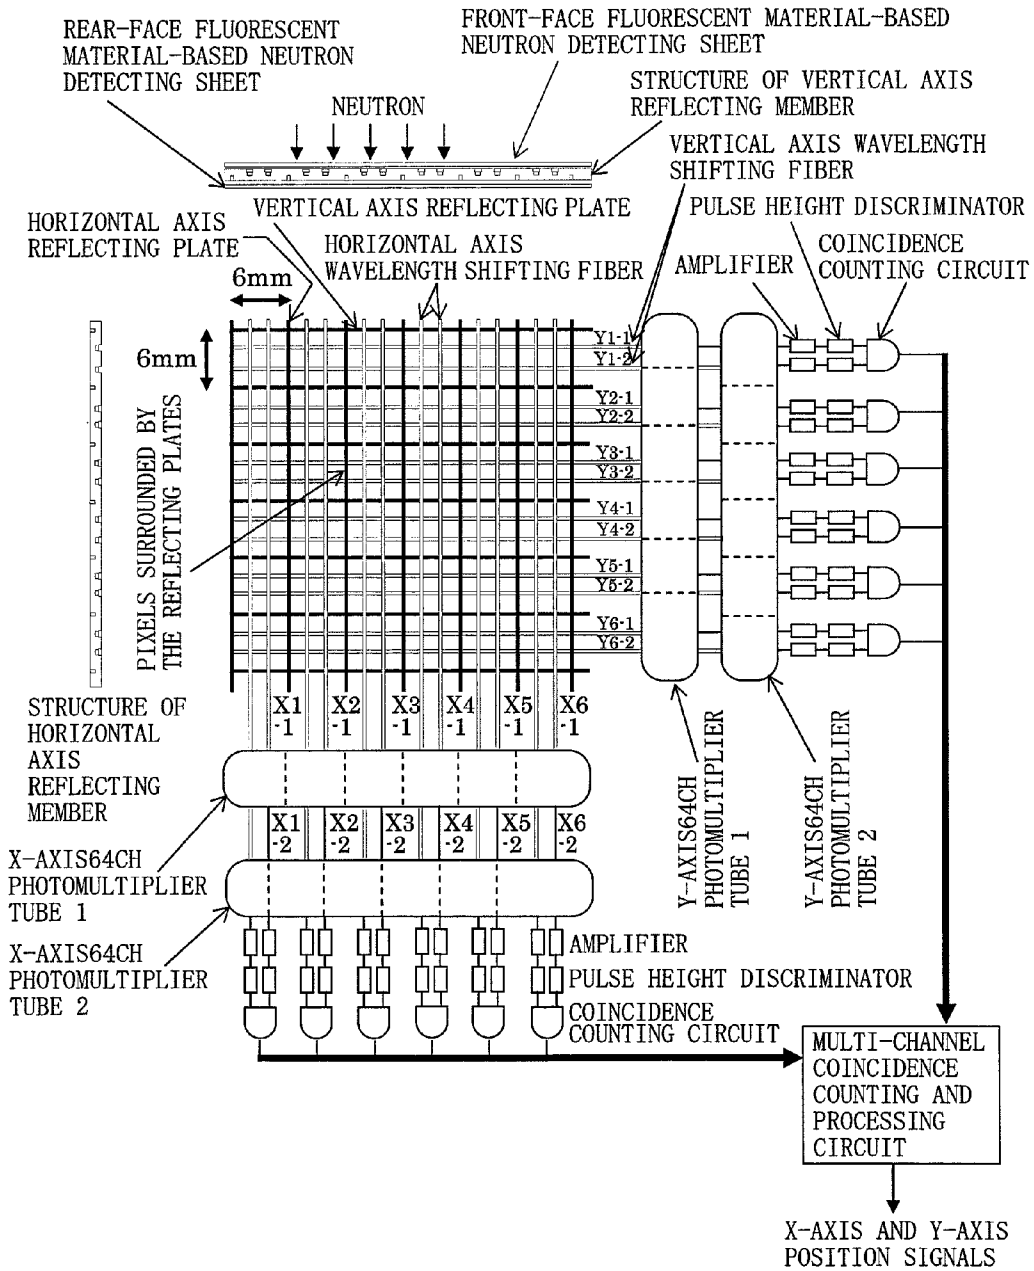 REAR-FACE FLUORESCENT
MATERIAL-BASED NEUTRON
DETECTING SHEET
FRONT-FACE FLUORESCENT MATERIAL-BASED
NEUTRON DETECTING SHEET
NEUTRON
STRUCTURE OF VERTICAL AXIS
REFLECTING MEMBER
VERTICAL AXIS WAVELENGTH
SHIFTING FIBER
VERTICAL AXIS REFLECTING PLATE
PULSE HEIGHT DISCRIMINATOR
HORIZONTAL AXIS
REFLECTING PLATE
HORIZONTAL AXIS
WAVELENGTH SHIFTING FIBER
AMPLIFIER
COINCIDENCE
COUNTING CIRCUIT
6mm
6mm
Y1-1
Y1-2
Y2-1
Y2-2
Y3-1
Y3-2
Y4-1
Y4-2
Y5-1
Y5-2
Y6-1
Y6-2
PIXELS SURROUNDED BY
THE REFLECTING PLATES
STRUCTURE OF
HORIZONTAL
AXIS
REFLECTING
MEMBER
X1 X2 X3 X4 X5 X6
-1 -1 -1 -1 -1 -1
Y-AXIS64CH
PHOTOMULTIPLIER
TUBE 1
Y-AXIS64CH
PHOTOMULTIPLIER
TUBE 2
X1 X2 X3 X4 X5 X6
-2 -2 -2 -2 -2 -2
X-AXIS64CH
PHOTOMULTIPLIER
TUBE 1
X-AXIS64CH
PHOTOMULTIPLIER
TUBE 2
AMPLIFIER
PULSE HEIGHT DISCRIMINATOR
COINCIDENCE
COUNTING CIRCUIT
MULTI-CHANNEL
COINCIDENCE
COUNTING AND
PROCESSING
CIRCUIT
X-AXIS AND Y-AXIS
POSITION SIGNALS